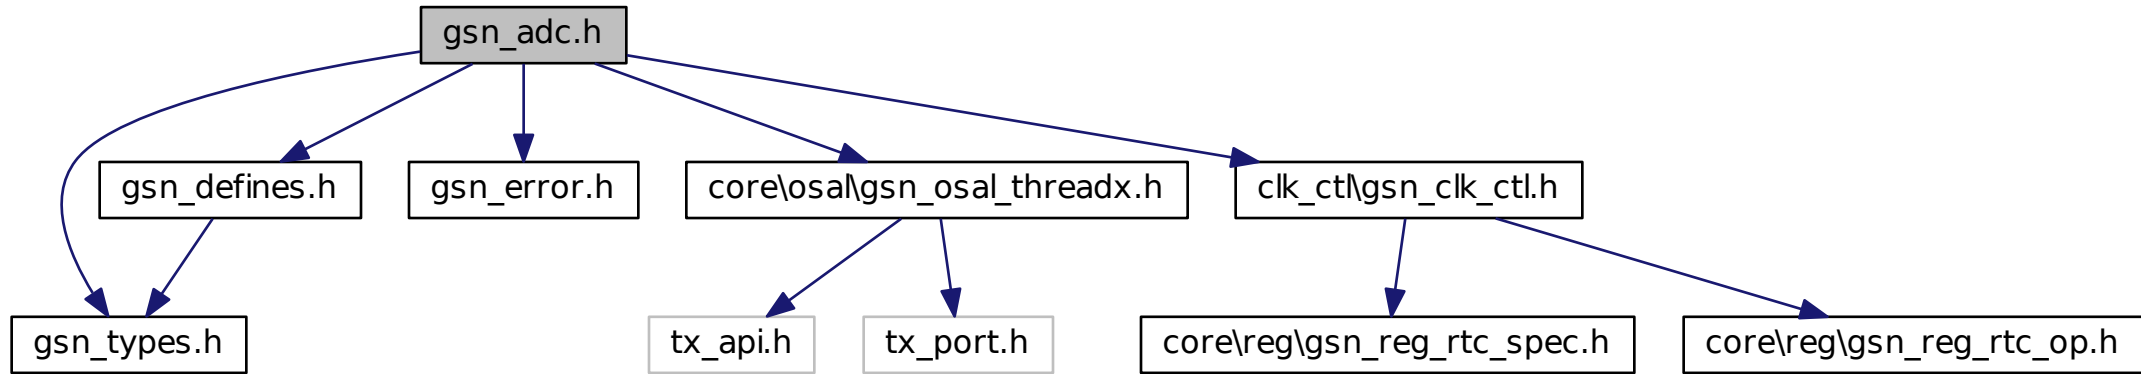 gsn_adc.h
gsn_defines.h
gsn_error.h
core\osal\gsn_osal_threadx.h
clk_ctl\gsn_clk_ctl.h
gsn_types.h
tx_api.h
tx_port.h
core\reg\gsn_reg_rtc_spec.h
core\reg\gsn_reg_rtc_op.h